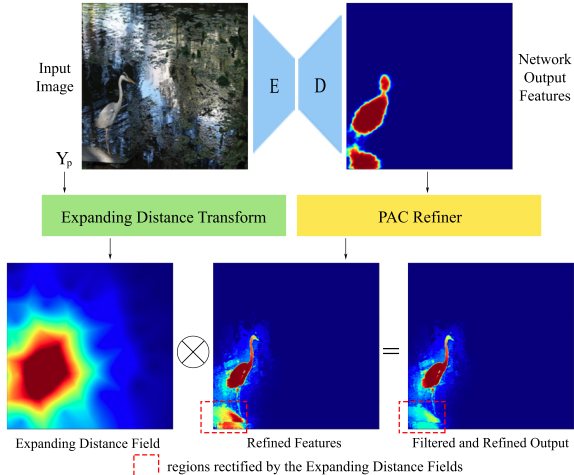 Input
Image
E
D
Network
Output
Features
Yp
Expanding Distance Transform
PAC Refiner
Expanding Distance Field
Refined Features
Filtered and Refined Output
regions rectified by the Expanding Distance Fields